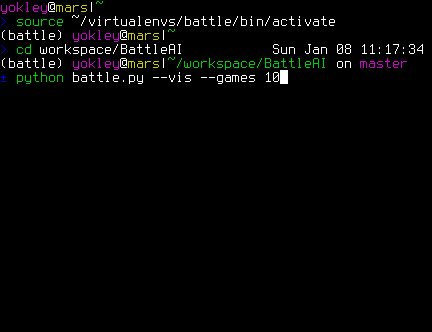 yokley@mars|~
> source ~/virtualenvs/battle/bin/activate
(battle) yokley@mars|~
> cd workspace/BattleAI Sun Jan 08 11:17:34
(battle) yokley@mars|~/workspace/BattleAI on master
± python battle.py --vis --games 10